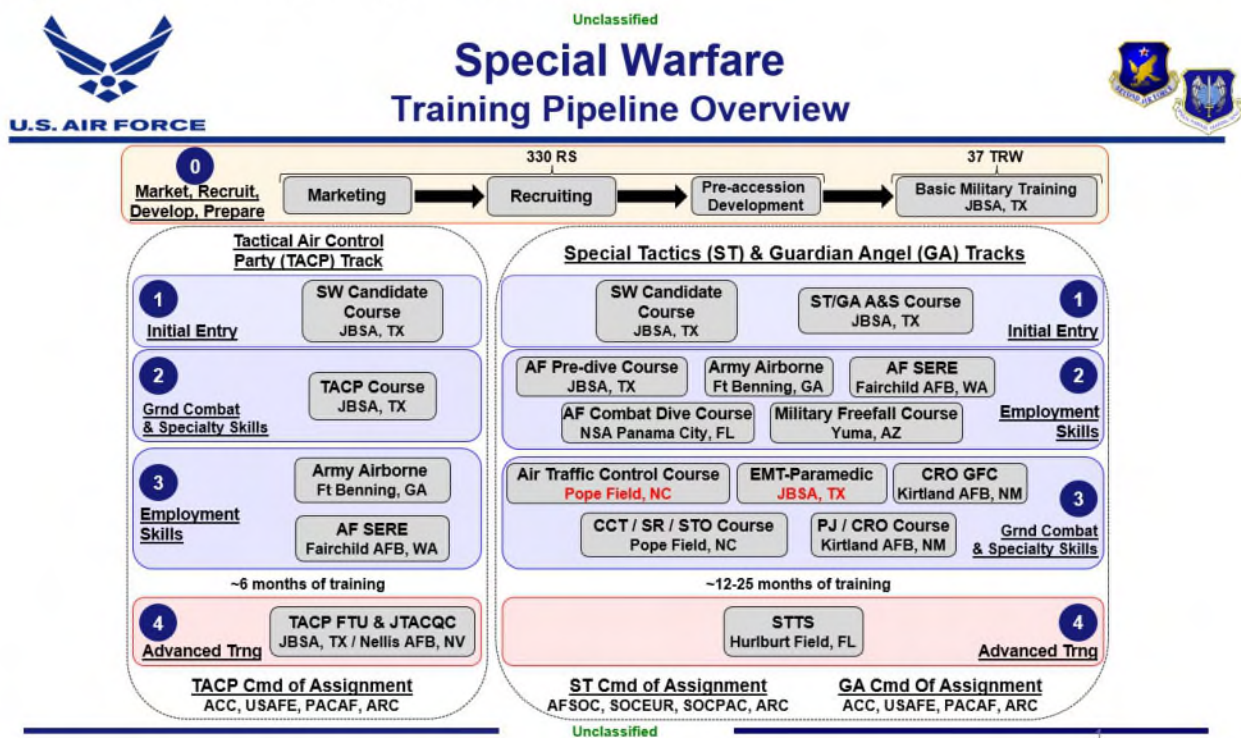 Unclassified
Special Warfare
Training Pipeline Overview
U.S. AIR FORCE
0
Market, Recruit,
Develop, Prepare
330 RS
Marketing
Recruiting
Pre-accession
Development
37 TRW
Basic Military Training
JBSA, TX
Tactical Air Control
Party (TACP) Track
1
Initial Entry
SW Candidate
Course
JBSA, TX
2
Grnd Combat
& Specialty Skills
TACP Course
JBSA, TX
3
Employment
Skills
Army Airborne
Ft Benning, GA
AF SERE
Fairchild AFB, WA
~6 months of training
4
Advanced Trng
TACP FTU & JTACQC
JBSA, TX / Nellis AFB, NV
TACP Cmd of Assignment
ACC, USAFE, PACAF, ARC
Special Tactics (ST) & Guardian Angel (GA) Tracks
SW Candidate
Course
JBSA, TX
ST/GA A&S Course
JBSA, TX
1
Initial Entry
AF Pre-dive Course
JBSA, TX
Army Airborne
Ft Benning, GA
AF SERE
Fairchild AFB, WA
AF Combat Dive Course
NSA Panama City, FL
Military Freefall Course
Yuma, AZ
2
Employment
Skills
Air Traffic Control Course
Pope Field, NC
EMT-Paramedic
JBSA, TX
CRO GFC
Kirtland AFB, NM
CCT / SR / STO Course
Pope Field, NC
PJ / CRO Course
Kirtland AFB, NM
3
Grnd Combat
& Specialty Skills
~12-25 months of training
STTS
Hurlburt Field, FL
4
Advanced Trng
ST Cmd of Assignment
AFSOC, SOCEUR, SOCPAC, ARC
GA Cmd Of Assignment
ACC, USAFE, PACAF, ARC
Unclassified